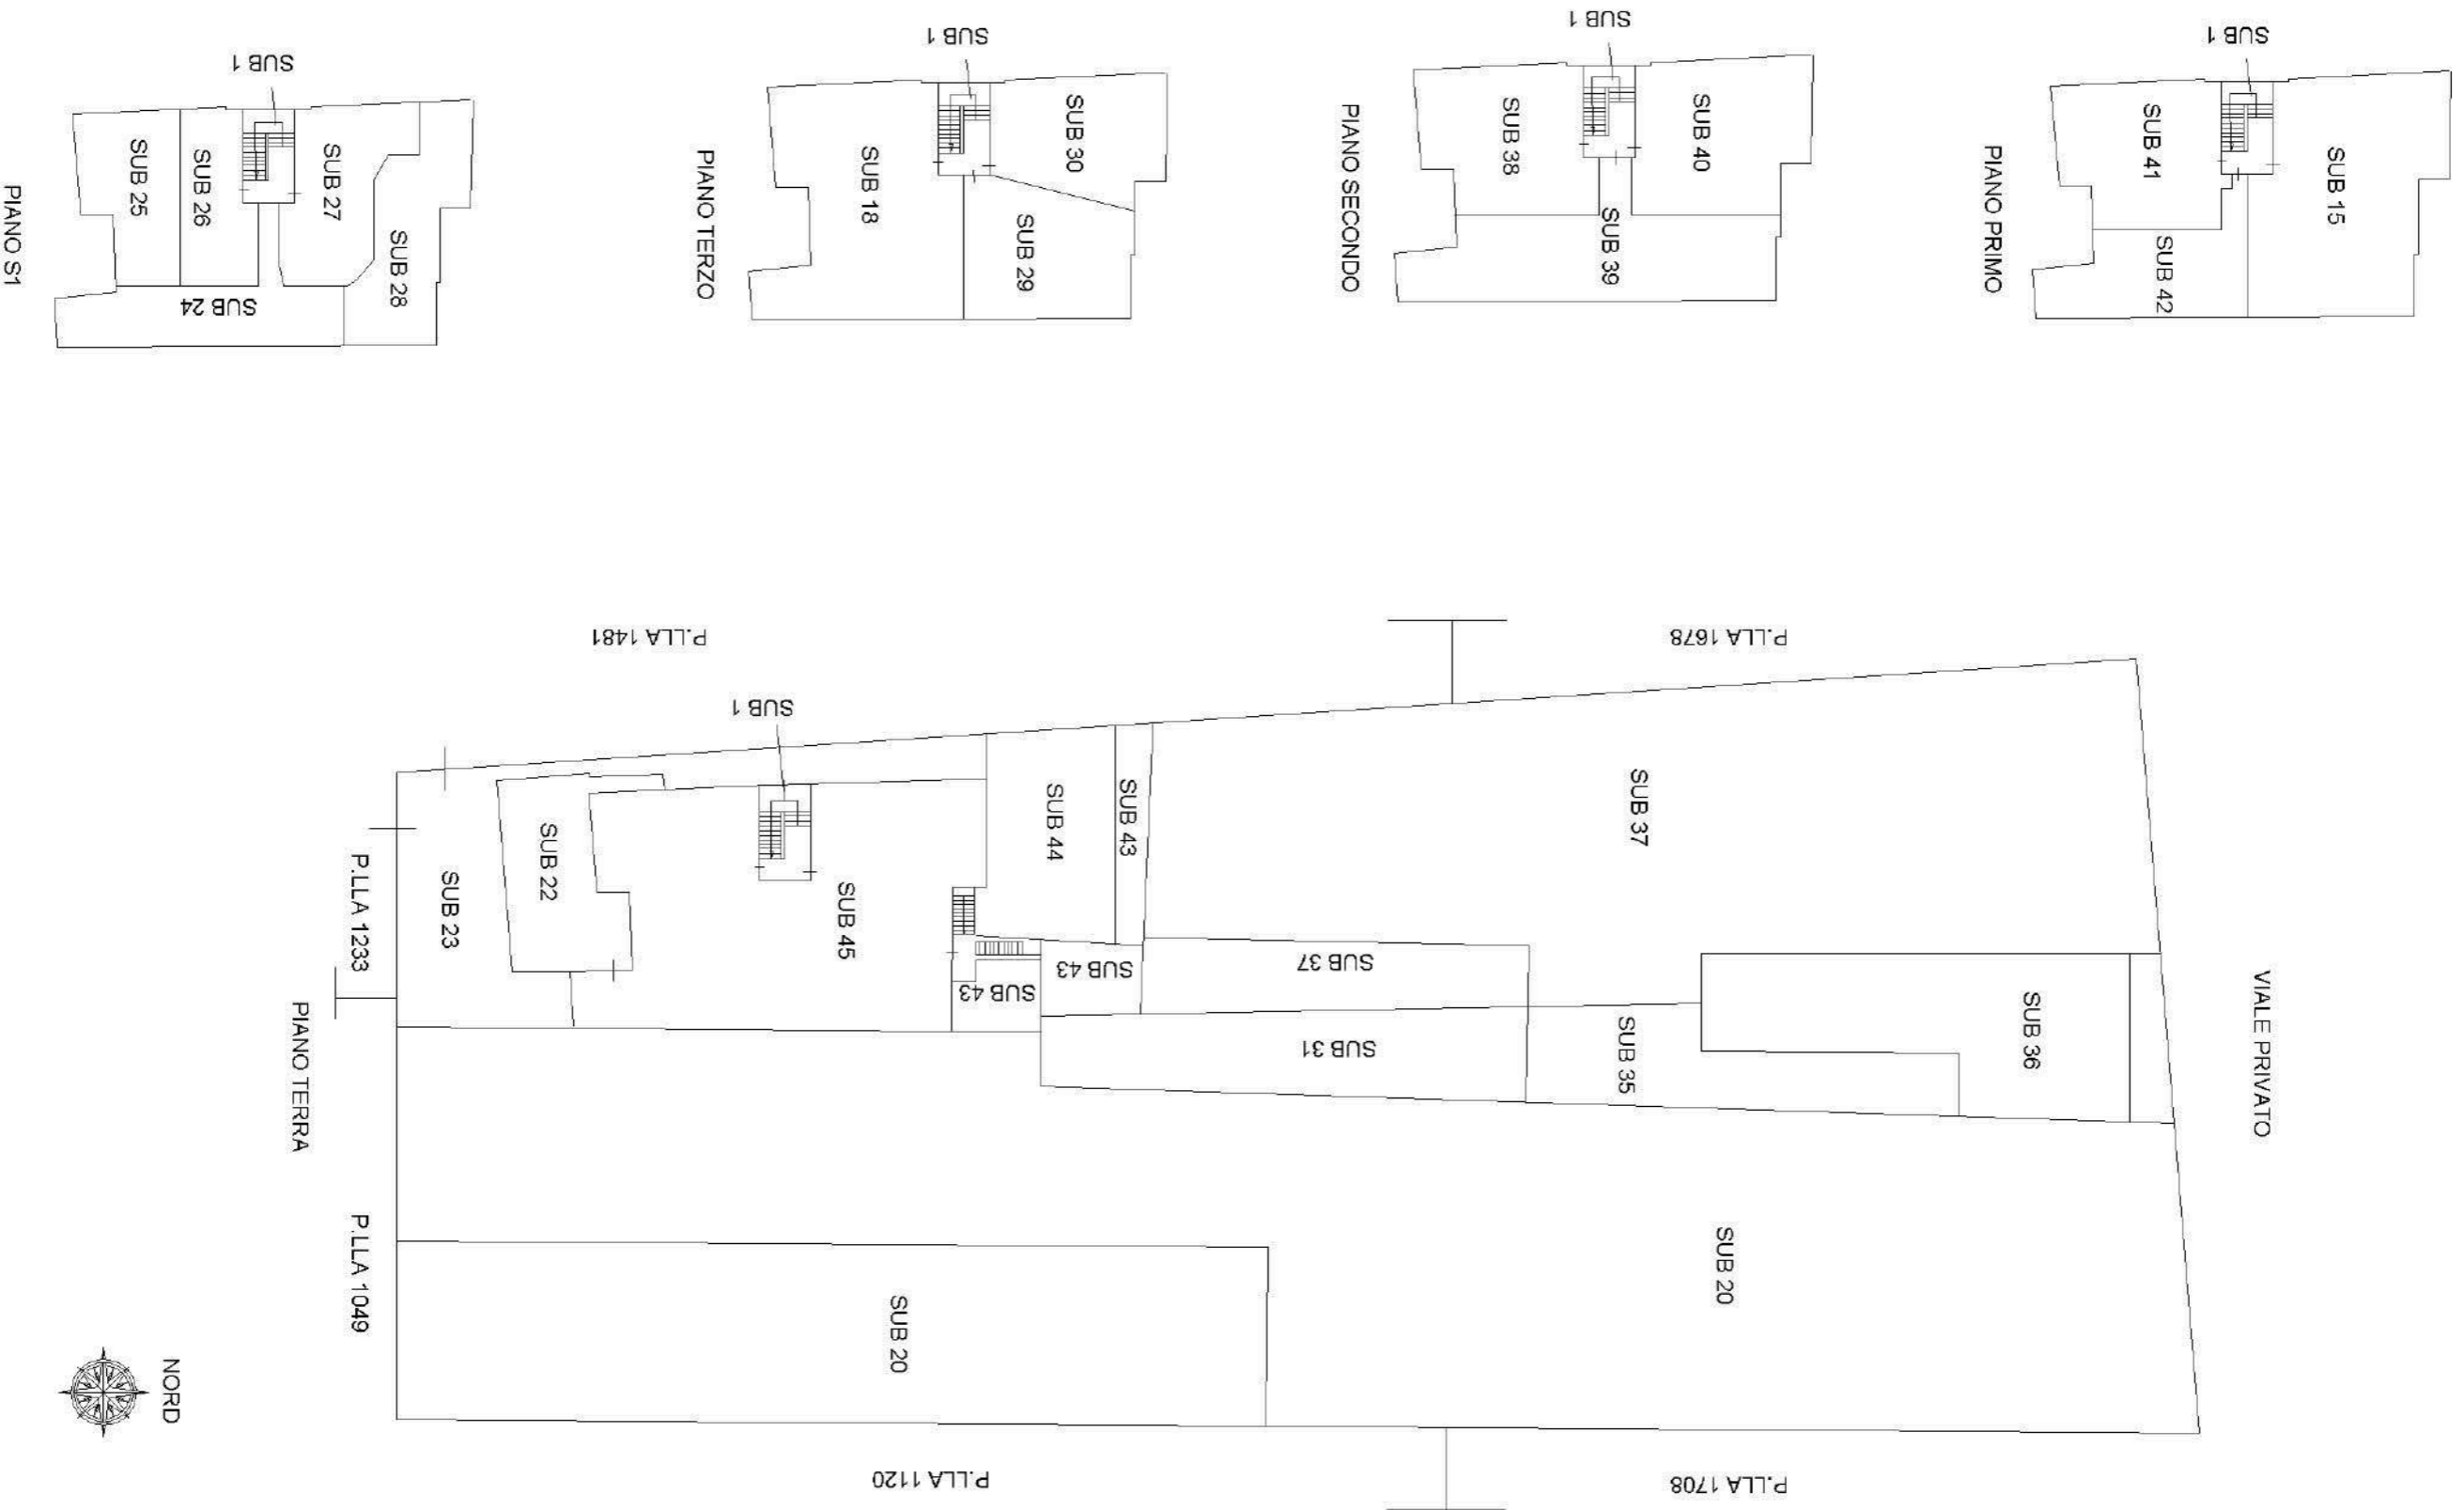 SUB 1
SUB 25
SUB 26
SUB 27
SUB 28
SUB 24
PIANO S1
SUB 1
SUB 18
SUB 30
SUB 29
PIANO TERZO
SUB 1
SUB 38
SUB 40
SUB 39
PIANO SECONDO
SUB 1
SUB 41
SUB 15
SUB 42
PIANO PRIMO
P.LLA 1481
P.LLA 1678
SUB 1
SUB 37
SUB 44
SUB 43
SUB 22
SUB 23
SUB 45
P.LLA 1233
SUB 43
SUB 43
SUB 37
SUB 31
SUB 35
SUB 36
VIALE PRIVATO
PIANO TERRA
P.LLA 1049
SUB 20
SUB 20
NORD
P.LLA 1120
P.LLA 1708